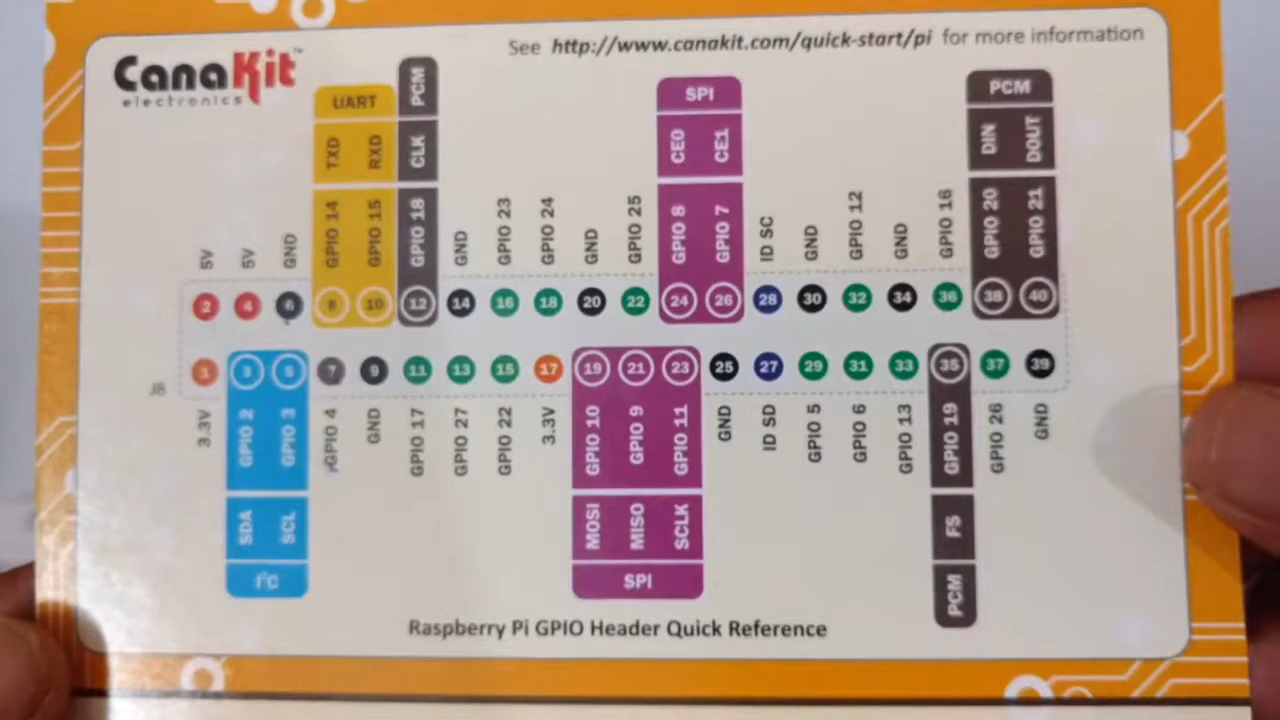 CanaKit™
electronics
See http://www.canakit.com/quick-start/pi for more information
UART PCM SPI PCM
TXD RXD CLK CE0 CE1 DIN DOUT
5V 5V GND GPIO 14 GPIO 15 GPIO 18 GND GPIO 23 GPIO 24 GND GPIO 25 GPIO 8 GPIO 7 ID SC GND GPIO 12 GND GPIO 16 GPIO 20 GPIO 21
2 4 6 8 10 12 14 16 18 20 22 24 26 28 30 32 34 36 38 40
J8 1 3 5 7 9 11 13 15 17 19 21 23 25 27 29 31 33 35 37 39
3.3V GPIO 2 GPIO 3 GPIO 4 GND GPIO 17 GPIO 27 GPIO 22 3.3V GPIO 10 GPIO 9 GPIO 11 GND ID SD GPIO 5 GPIO 6 GPIO 13 GPIO 19 GPIO 26 GND
SDA SCL MOSI MISO SCLK FS
I²C SPI PCM
Raspberry Pi GPIO Header Quick Reference